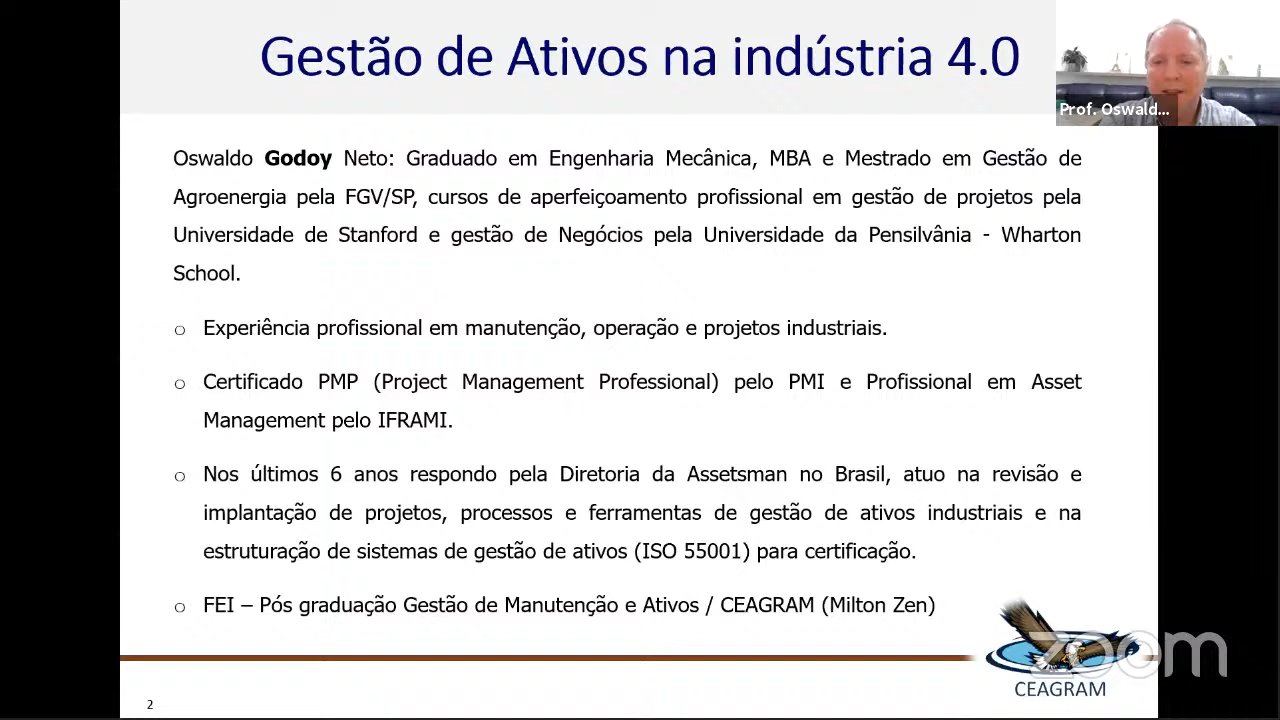 Gestão de Ativos na indústria 4.0
Prof. Oswald...
Oswaldo Godoy Neto: Graduado em Engenharia Mecânica, MBA e Mestrado em Gestão de
Agroenergia pela FGV/SP, cursos de aperfeiçoamento profissional em gestão de projetos pela
Universidade de Stanford e gestão de Negócios pela Universidade da Pensilvânia - Wharton
School.
o Experiência profissional em manutenção, operação e projetos industriais.
o Certificado PMP (Project Management Professional) pelo PMI e Profissional em Asset
Management pelo IFRAMI.
o Nos últimos 6 anos respondo pela Diretoria da Assetsman no Brasil, atuo na revisão e
implantação de projetos, processos e ferramentas de gestão de ativos industriais e na
estruturação de sistemas de gestão de ativos (ISO 55001) para certificação.
o FEI – Pós graduação Gestão de Manutenção e Ativos / CEAGRAM (Milton Zen)
zoom
CEAGRAM
2